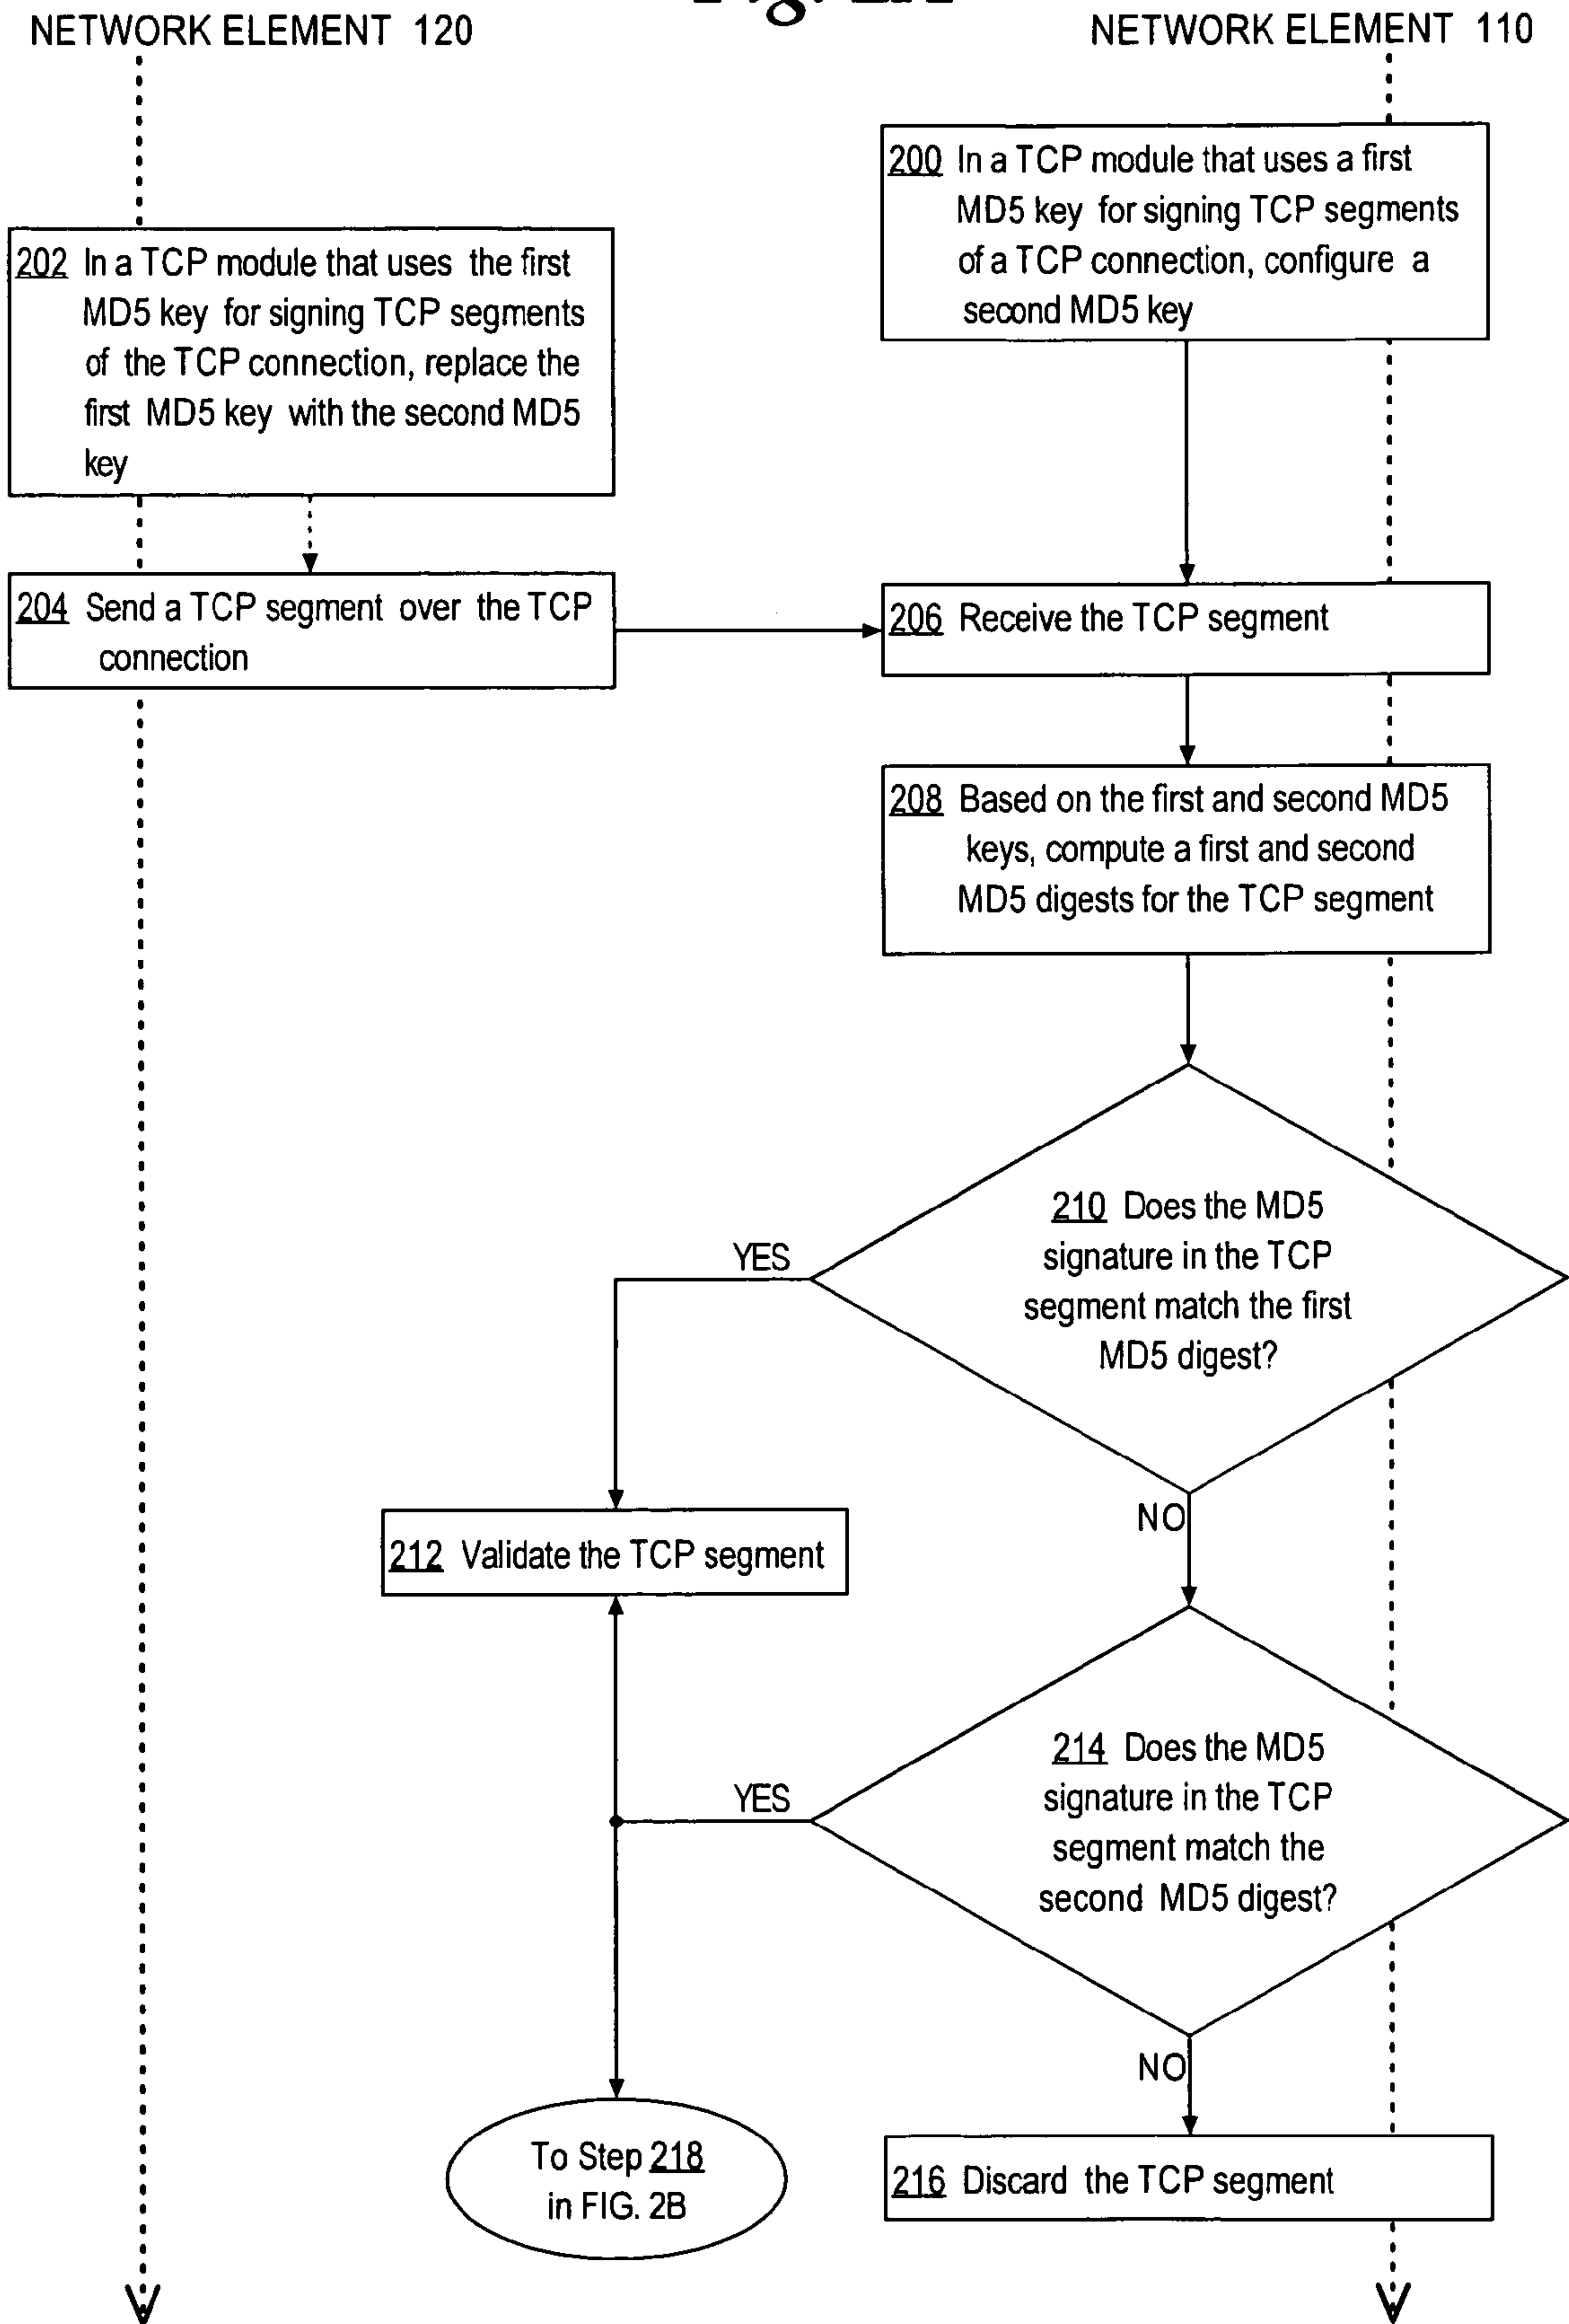 NETWORK ELEMENT 120
NETWORK ELEMENT 110
200 In a TCP module that uses a first
MD5 key for signing TCP segments
of a TCP connection, configure a
second MD5 key
202 In a TCP module that uses the first
MD5 key for signing TCP segments
of the TCP connection, replace the
first MD5 key with the second MD5
key
204 Send a TCP segment over the TCP
connection
206 Receive the TCP segment
208 Based on the first and second MD5
keys, compute a first and second
MD5 digests for the TCP segment
210 Does the MD5
signature in the TCP
segment match the first
MD5 digest?
YES
NO
212 Validate the TCP segment
214 Does the MD5
signature in the TCP
segment match the
second MD5 digest?
YES
NO
To Step 218
in FIG. 2B
216 Discard the TCP segment